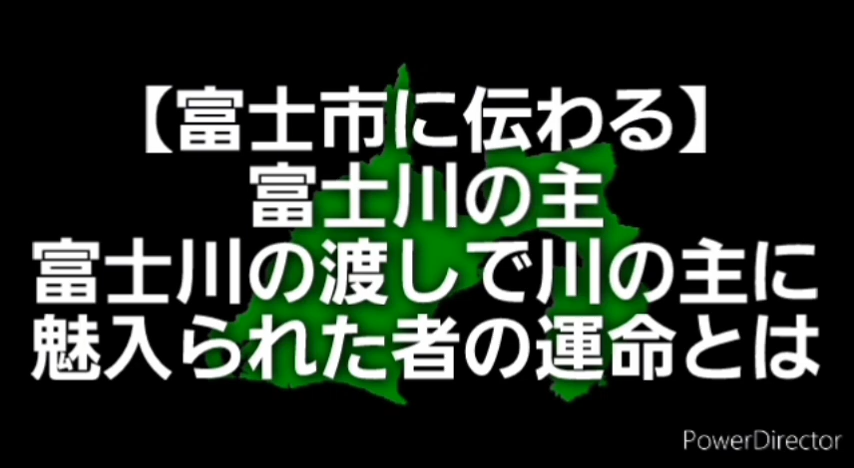 【富士市に伝わる】
富士川の主
富士川の渡しで川の主に
魅入られた者の運命とは
PowerDirector